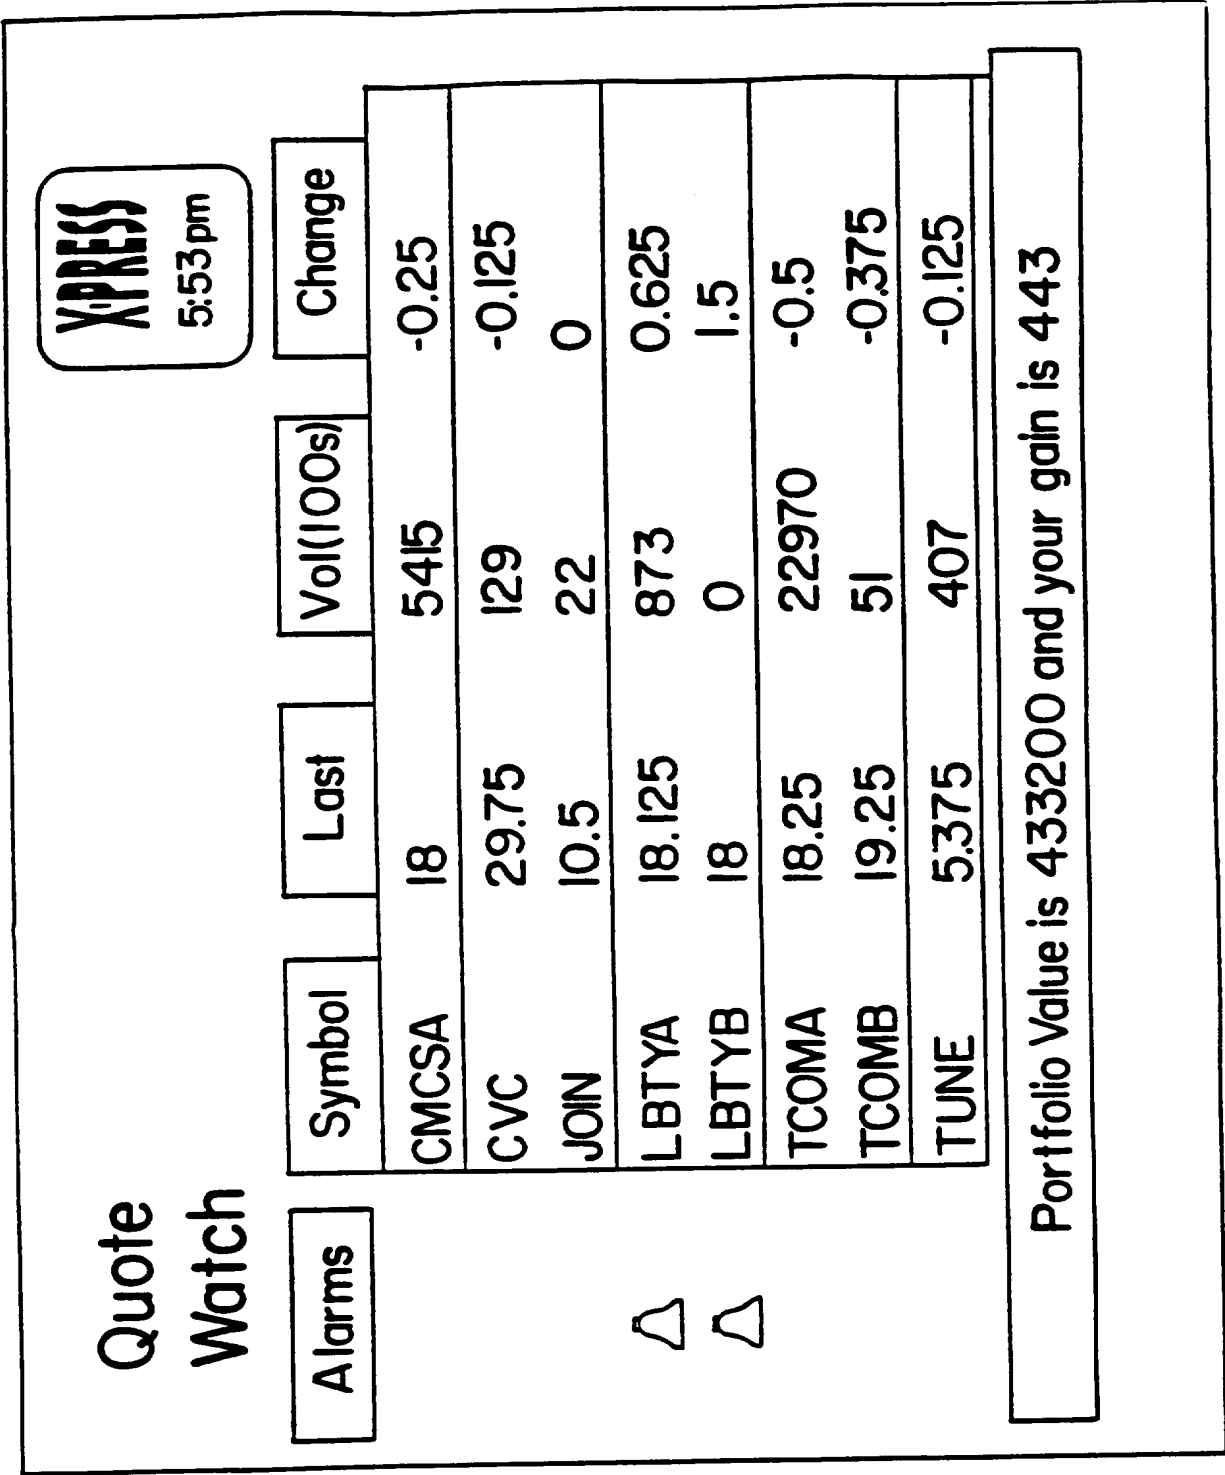 Quote
Watch
X·PRESS
5:53pm
Alarms Symbol Last Vol(100s) Change
CMCSA 18 5415 -0.25
CVC 29.75 129 -0.125
JOIN 10.5 22 0
LBTYA 18.125 873 0.625
LBTYB 18 0 1.5
TCOMA 18.25 22970 -0.5
TCOMB 19.25 51 -0.375
TUNE 5.375 407 -0.125
Portfolio Value is 433200 and your gain is 443